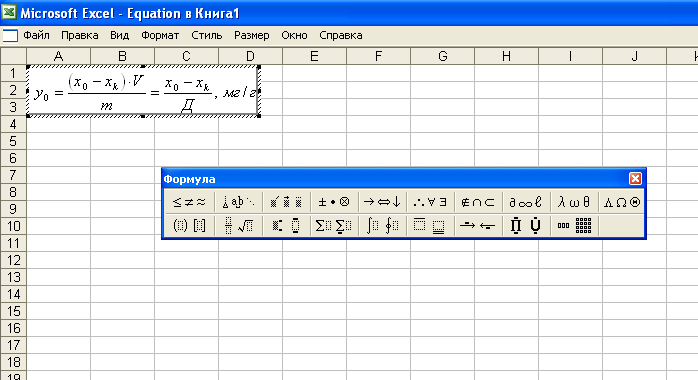 Microsoft Excel - Equation в Книга1
Файл Правка Вид Формат Стиль Размер Окно Справка
A B C D E F G H I J K
1
2
3
4
5
6
7
8
9
10
11
12
13
14
15
16
17
18
19
y₀ = (x₀ − xₖ)·V / m = x₀ − xₖ / Д , мг / г
Формула
≤ ≠ ≈ ȧb ⋱ ± • ⊗ → ⇔ ↓ ∴ ∀ ∃ ∉ ∩ ⊂ ∂ ∞ ℓ λ ω θ Λ Ω Θ
(▯) [▯] √▯ Σ▯ Σ▯ ∫▯ ∮▯ → ← Π̄ Ụ̇